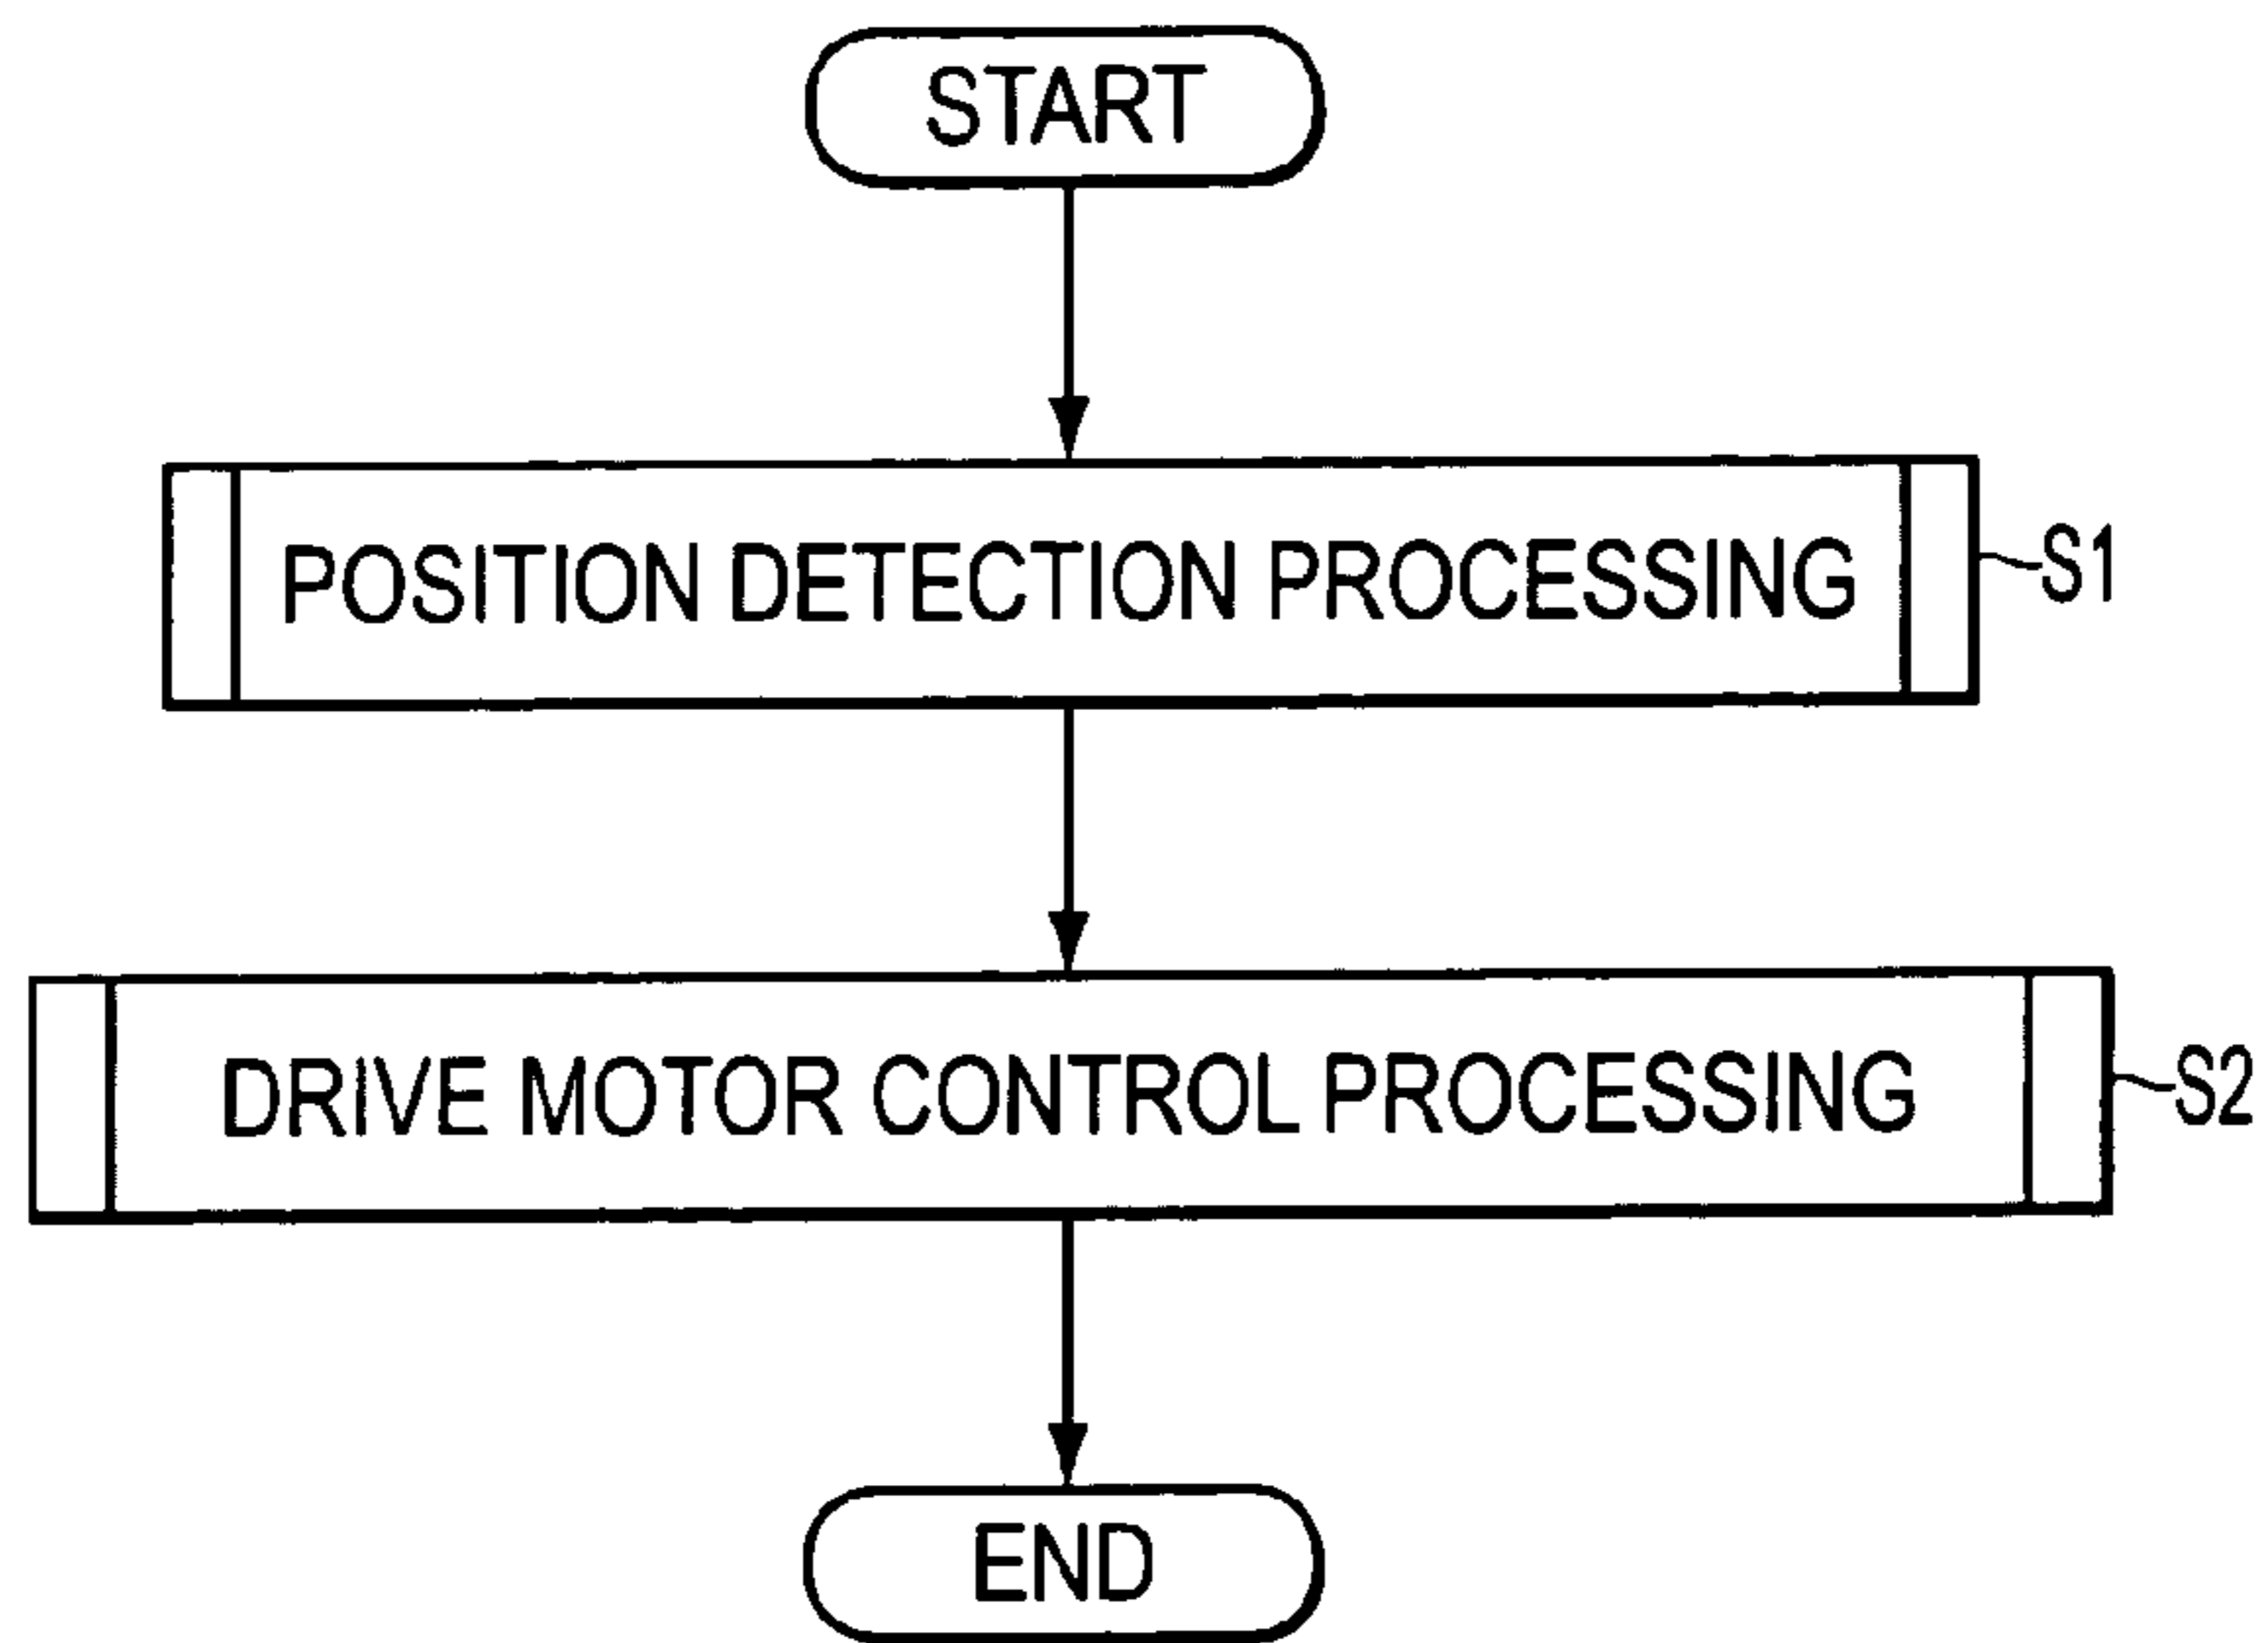 START
POSITION DETECTION PROCESSING
S1
DRIVE MOTOR CONTROL PROCESSING
S2
END